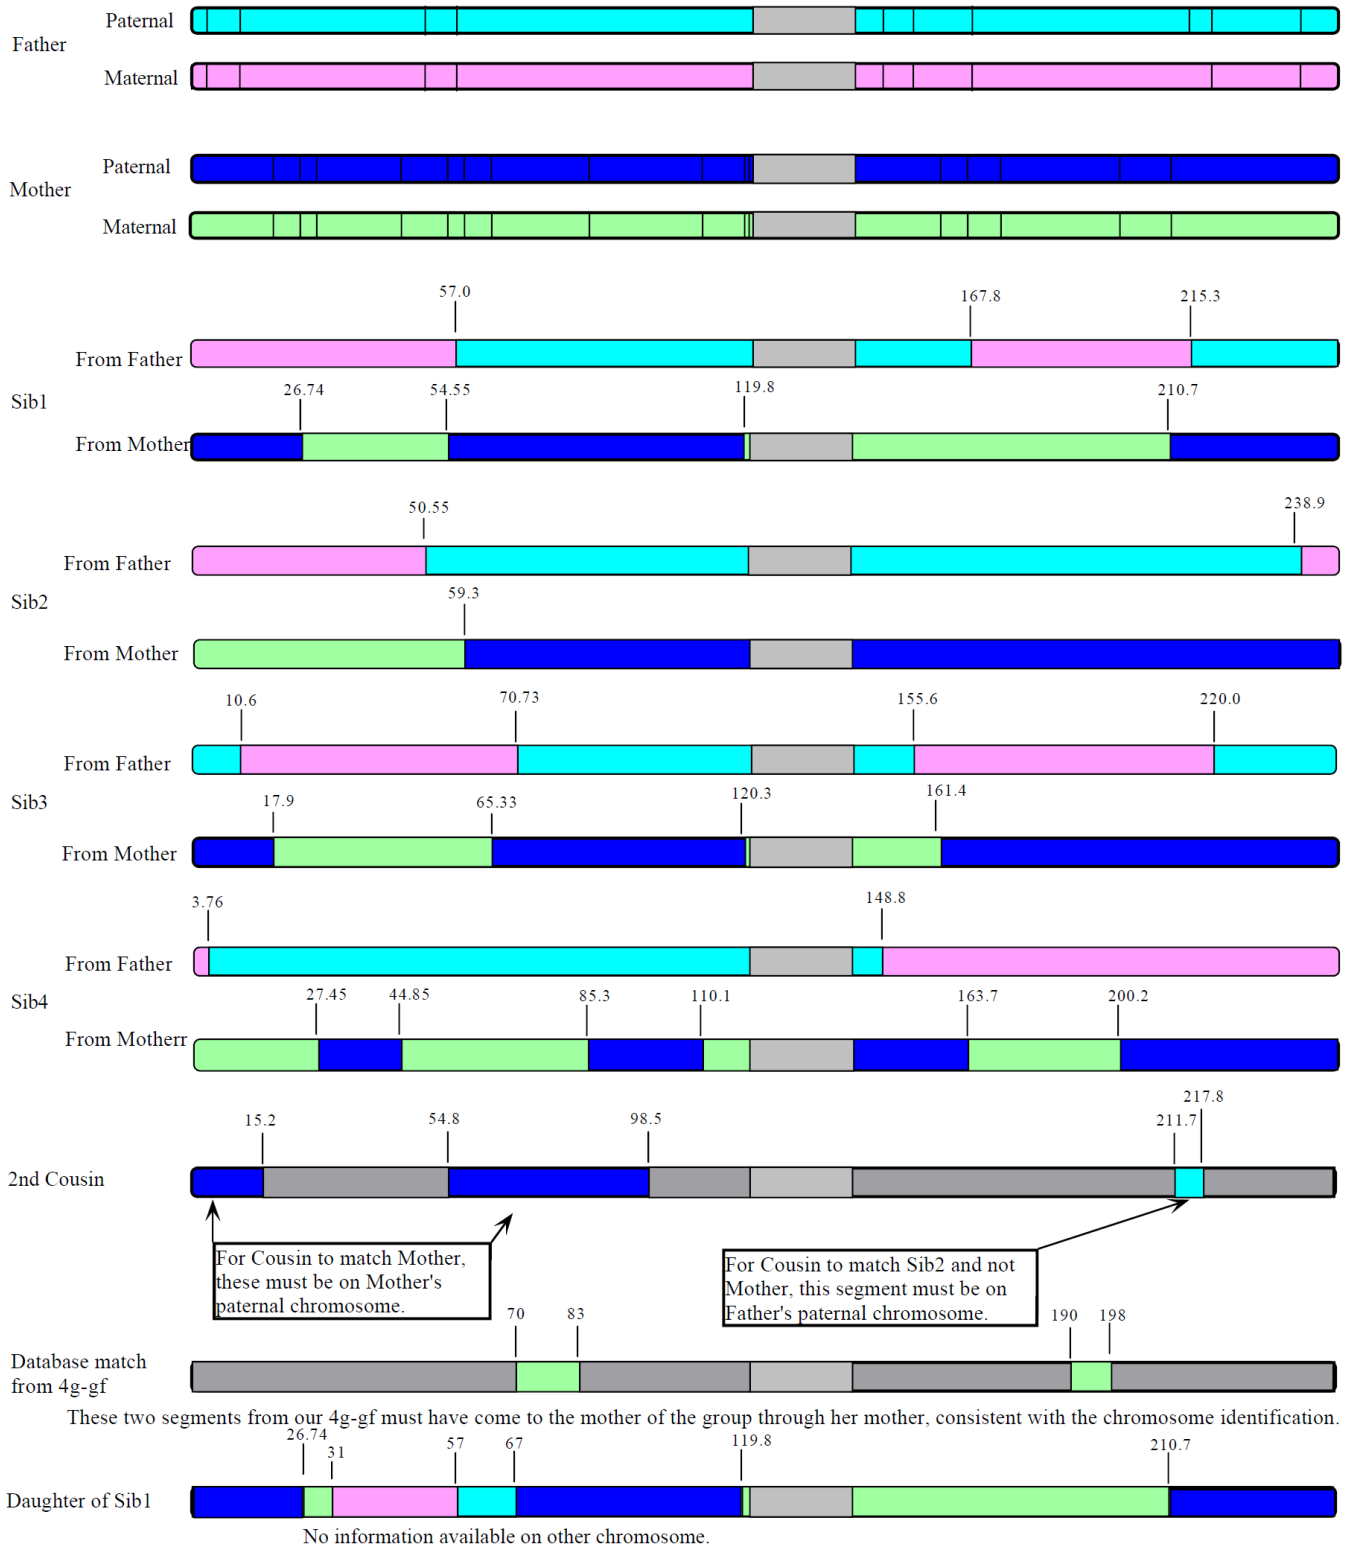 Paternal
Father
Maternal
Paternal
Mother
Maternal
57.0
167.8
215.3
From Father
26.74
54.55
119.8
210.7
Sib1
From Mother
50.55
238.9
From Father
59.3
Sib2
From Mother
10.6
70.73
155.6
220.0
From Father
17.9
65.33
120.3
161.4
Sib3
From Mother
3.76
148.8
From Father
27.45
44.85
85.3
110.1
163.7
200.2
Sib4
From Motherr
217.8
15.2
54.8
98.5
211.7
2nd Cousin
For Cousin to match Mother,
these must be on Mother's
paternal chromosome.
For Cousin to match Sib2 and not
Mother, this segment must be on
Father's paternal chromosome.
70
83
190
198
Database match
from 4g-gf
These two segments from our 4g-gf must have come to the mother of the group through her mother, consistent with the chromosome identification.
26.74
31
57
67
119.8
210.7
Daughter of Sib1
No information available on other chromosome.